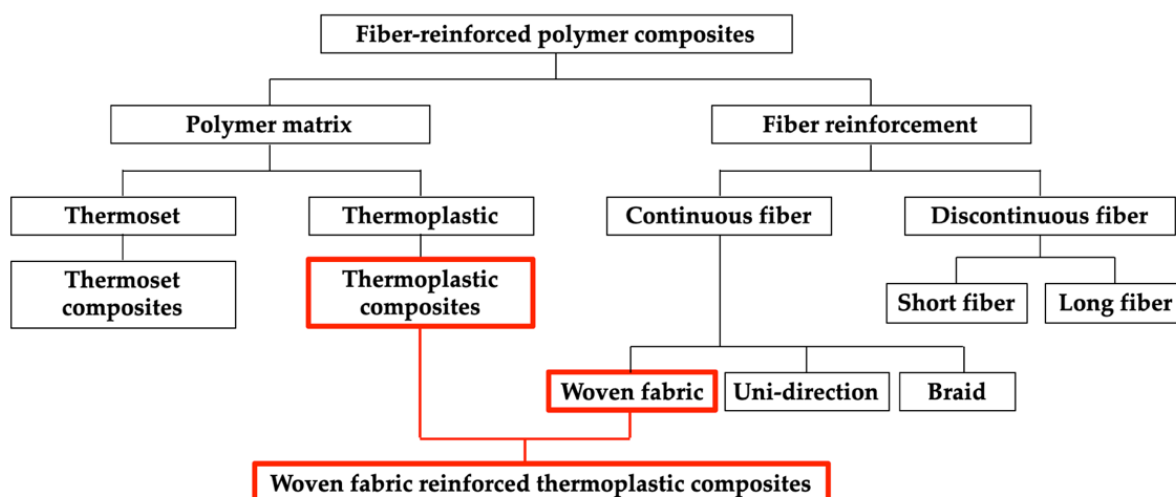 Fiber-reinforced polymer composites
Polymer matrix
Fiber reinforcement
Thermoset
Thermoplastic
Continuous fiber
Discontinuous fiber
Thermoset
composites
Thermoplastic
composites
Short fiber
Long fiber
Woven fabric
Uni-direction
Braid
Woven fabric reinforced thermoplastic composites